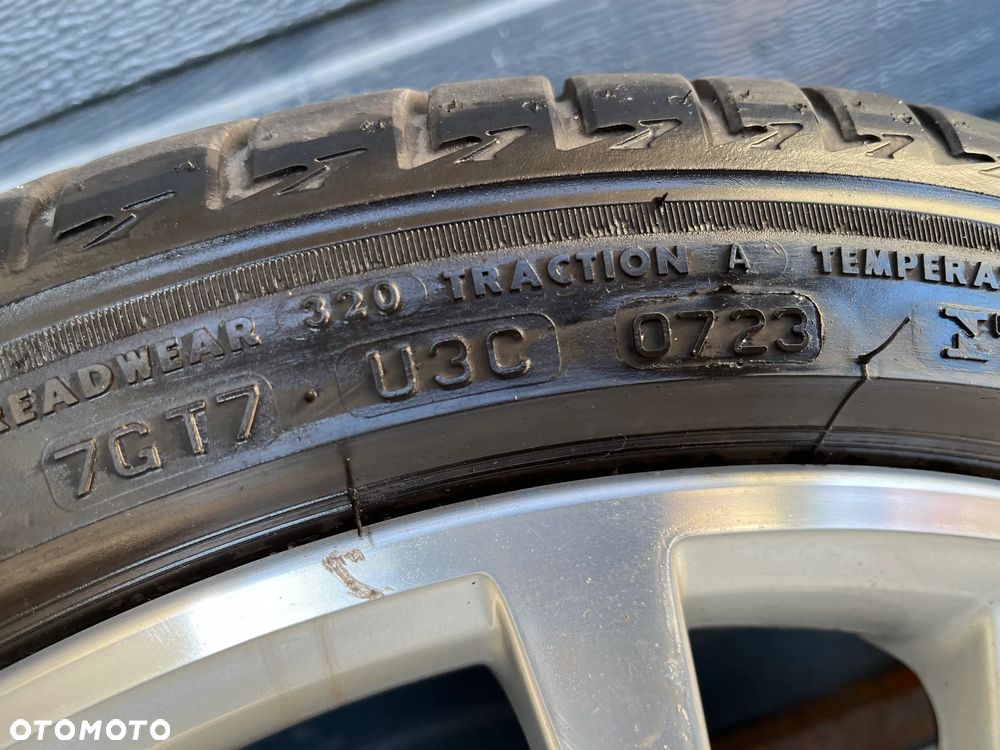 READWEAR 320 TRACTION A TEMPERA
7GT7 U3C 0723
OTOMOTO